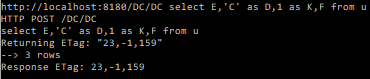 http://localhost:8180/DC/DC select E,'C' as D,1 as K,F from u
HTTP POST /DC/DC
select E,'C' as D,1 as K,F from u
Returning ETag: "23,-1,159"
--> 3 rows
Response ETag: 23,-1,159